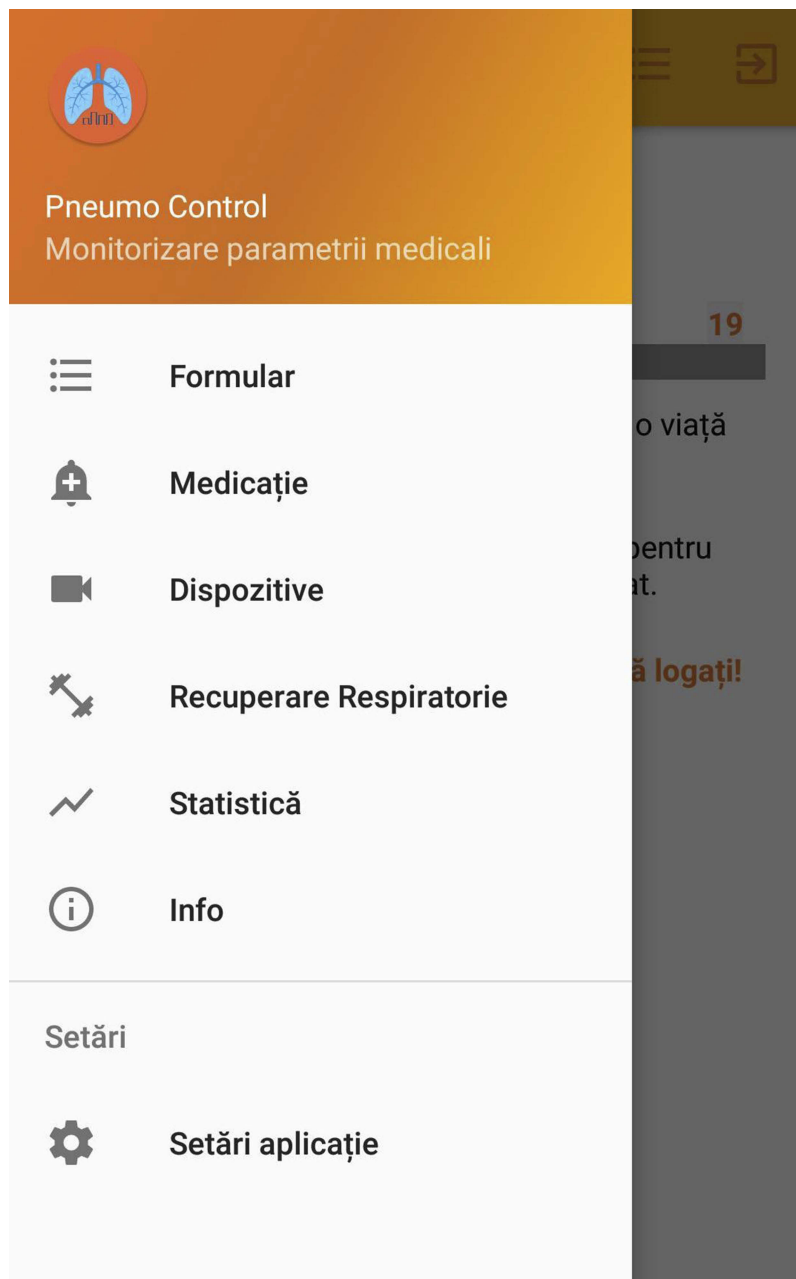 Pneumo Control
Monitorizare parametrii medicali
19
Formular
o viață
Medicație
pentru
Dispozitive
at.
ă logați!
Recuperare Respiratorie
Statistică
Info
Setări
Setări aplicație